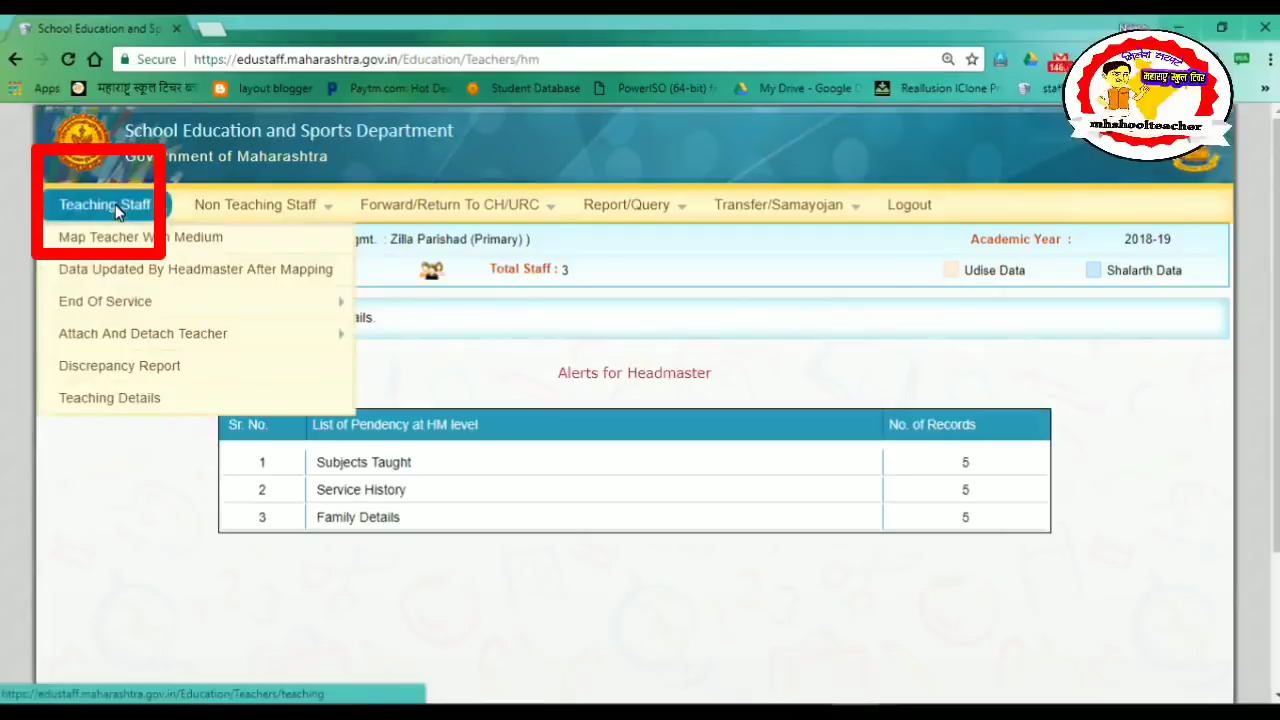 School Education and Sp
Secure
https://edustaff.maharashtra.gov.in/Education/Teachers/hm
Apps
महाराष्ट्र स्कूल टिचर
layout blogger
Paytm.com: Hot De
Student Database
PowerISO (64-bit) f
My Drive - Google D
Reallusion iClone Pr
महाराष्ट्र स्कूल टिचर
mhshoolteacher
School Education and Sports Department
Government of Maharashtra
Teaching Staff
Non Teaching Staff
Forward/Return To CH/URC
Report/Query
Transfer/Samayojan
Logout
Map Teacher With Medium
gmt. : Zilla Parishad (Primary) )
Academic Year :
2018-19
Data Updated By Headmaster After Mapping
Total Staff : 3
Udise Data
Shalarth Data
End Of Service
ails.
Attach And Detach Teacher
Discrepancy Report
Alerts for Headmaster
Teaching Details
Sr. No.
List of Pendency at HM level
No. of Records
1 Subjects Taught 5
2 Service History 5
3 Family Details 5
https://edustaff.maharashtra.gov.in/Education/Teachers/teaching